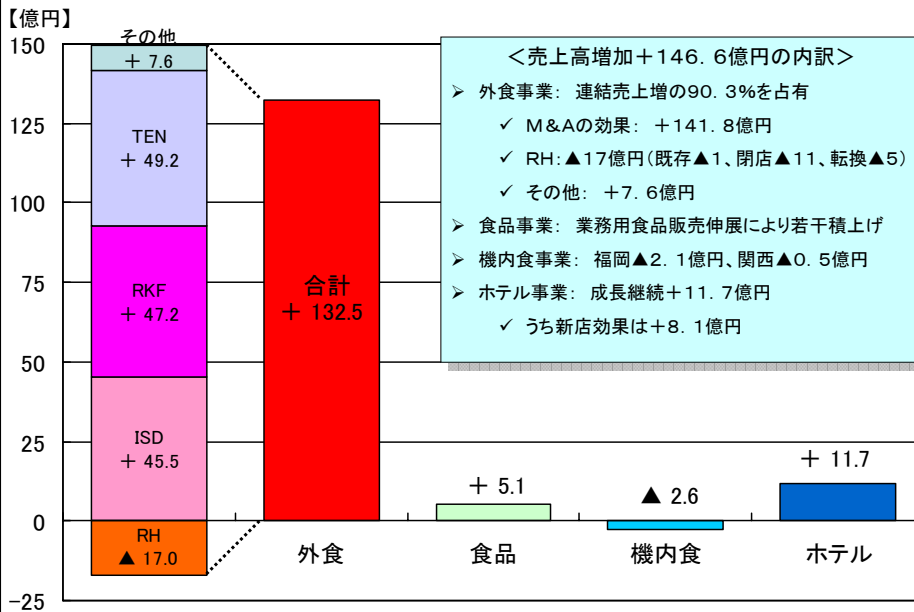 【億円】
150
125
100
75
50
25
0
−25
その他
＋ 7.6
TEN
＋ 49.2
RKF
＋ 47.2
ISD
＋ 45.5
RH
▲ 17.0
合計
＋ 132.5
外食
＋ 5.1
食品
▲ 2.6
機内食
＋ 11.7
ホテル
＜売上高増加＋１４６．６億円の内訳＞
➢ 外食事業： 連結売上増の９０．３％を占有
✓ Ｍ＆Ａの効果： ＋１４１．８億円
✓ ＲＨ：▲１７億円（既存▲１、閉店▲１１、転換▲５）
✓ その他： ＋７．６億円
➢ 食品事業： 業務用食品販売伸展により若干積上げ
➢ 機内食事業： 福岡▲２．１億円、関西▲０．５億円
➢ ホテル事業： 成長継続＋１１．７億円
✓ うち新店効果は＋８．１億円